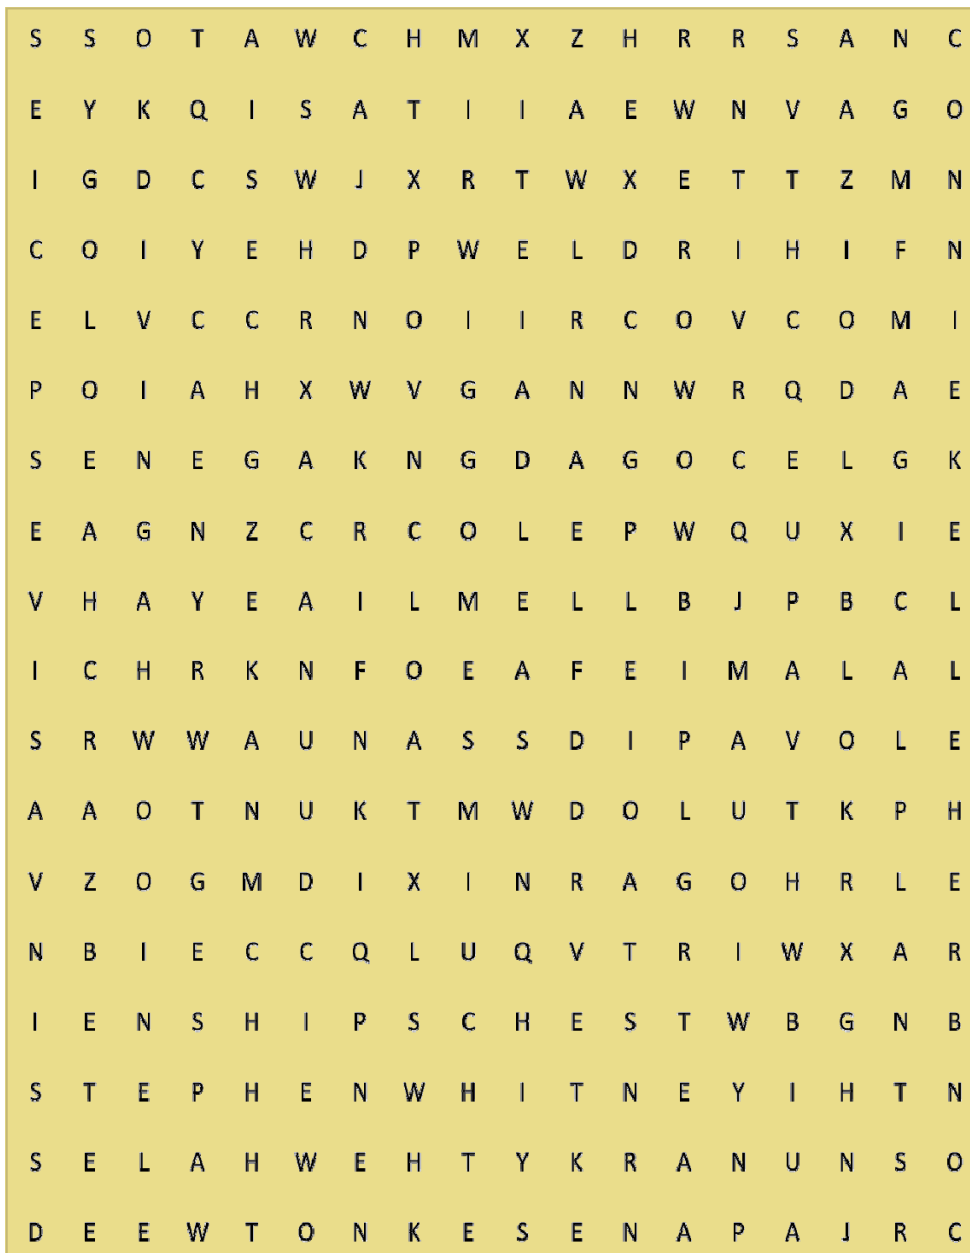 S S O T A W C H M X Z H R R S A N C
E Y K Q I S A T I I A E W N V A G O
I G D C S W J X R T W X E T T Z M N
C O I Y E H D P W E L D R I H I F N
E L V C C R N O I I R C O V C O M I
P O I A H X W V G A N N W R Q D A E
S E N E G A K N G D A G O C E L G K
E A G N Z C R C O L E P W Q U X I E
V H A Y E A I L M E L L B J P B C L
I C H R K N F O E A F E I M A L A L
S R W W A U N A S S D I P A V O L E
A A O T N U K T M W D O L U T K P H
V Z O G M D I X I N R A G O H R L E
N B I E C C Q L U Q V T R I W X A R
I E N S H I P S C H E S T W B G N B
S T E P H E N W H I T N E Y I H T N
S E L A H W E H T Y K R A N U N S O
D E E W T O N K E S E N A P A J R C